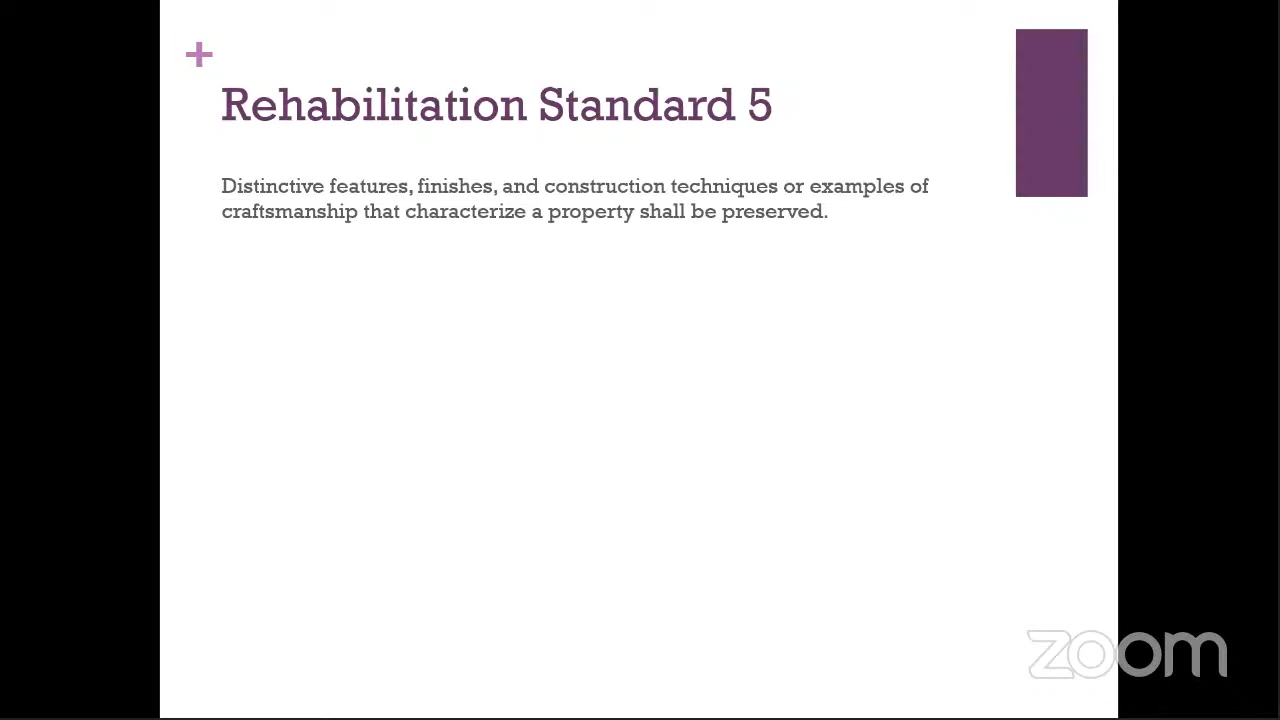 +
Rehabilitation Standard 5
Distinctive features, finishes, and construction techniques or examples of
craftsmanship that characterize a property shall be preserved.
zoom